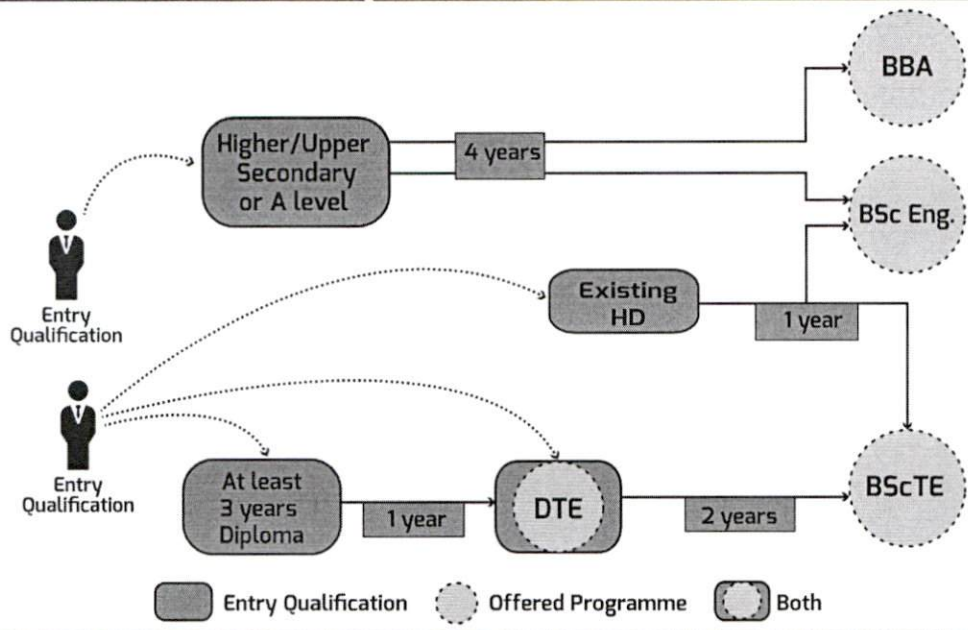 BBA
Higher/Upper
Secondary
or A level
4 years
BSc Eng.
Entry
Qualification
Existing
HD
1 year
Entry
Qualification
At least
3 years
Diploma
1 year
DTE
2 years
BScTE
Entry Qualification
Offered Programme
Both